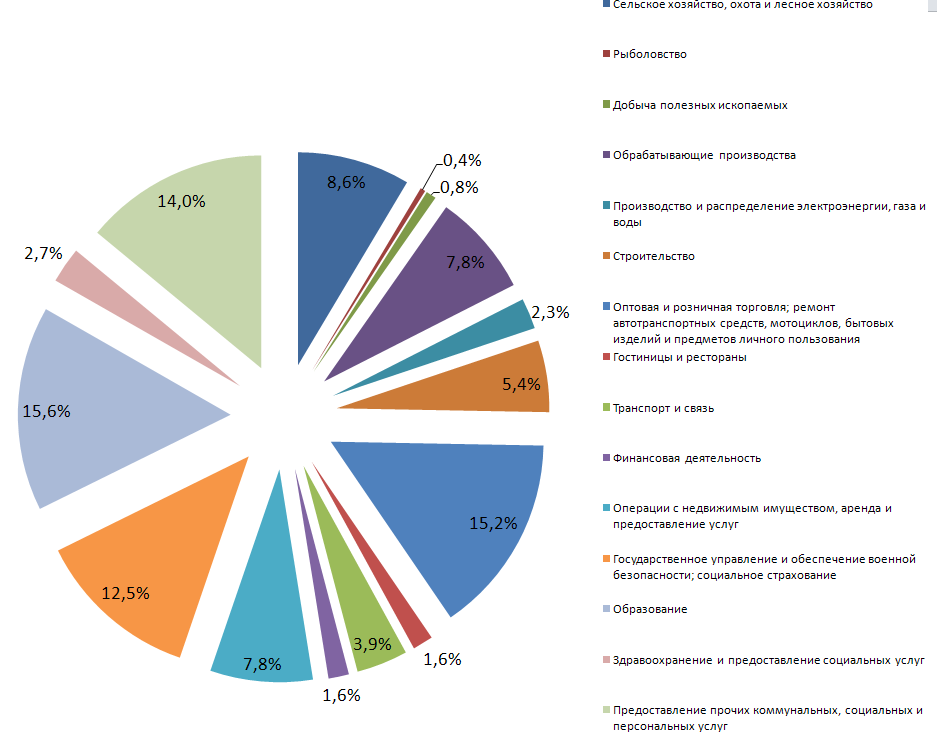 Сельское хозяйство, охота и лесное хозяйство
Рыболовство
Добыча полезных ископаемых
Обрабатывающие производства
Производство и распределение электроэнергии, газа и
воды
Строительство
Оптовая и розничная торговля; ремонт
автотранспортных средств, мотоциклов, бытовых
изделий и предметов личного пользования
Гостиницы и рестораны
Транспорт и связь
Финансовая деятельность
Операции с недвижимым имуществом, аренда и
предоставление услуг
Государственное управление и обеспечение военной
безопасности; социальное страхование
Образование
Здравоохранение и предоставление социальных услуг
Предоставление прочих коммунальных, социальных и
персональных услуг
8,6%
0,4%
0,8%
7,8%
2,3%
5,4%
15,2%
1,6%
3,9%
1,6%
7,8%
12,5%
15,6%
2,7%
14,0%